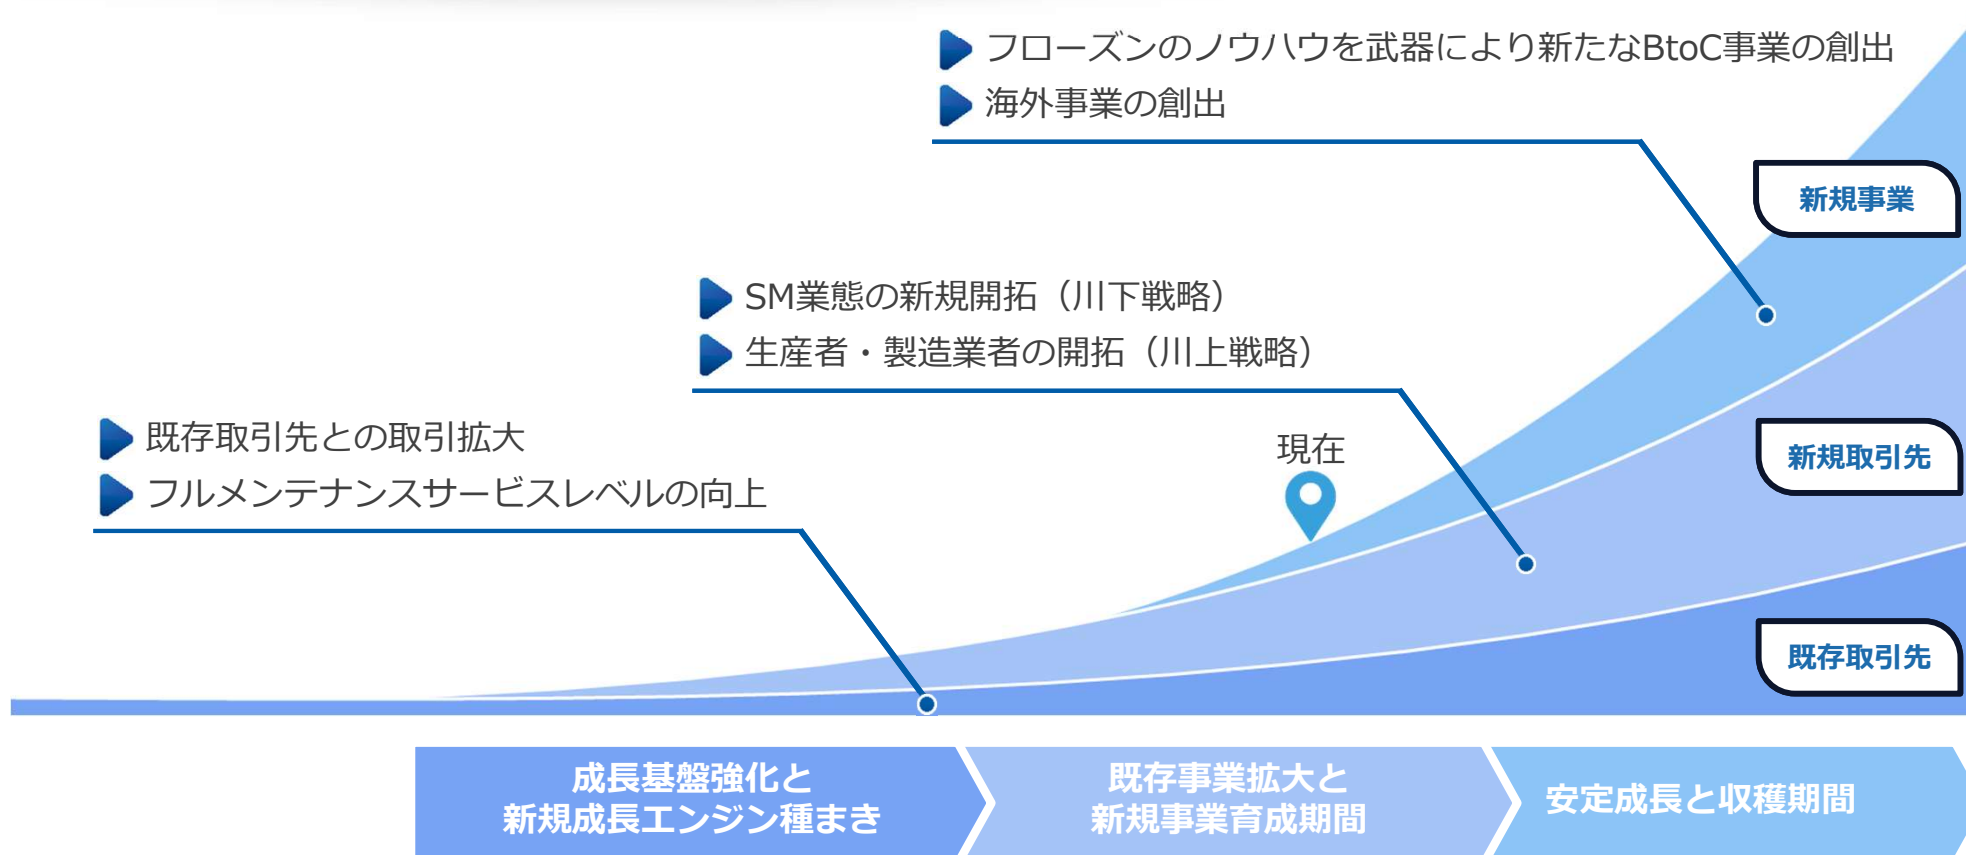 フローズンのノウハウを武器により新たなBtoC事業の創出
海外事業の創出
新規事業
SM業態の新規開拓（川下戦略）
生産者・製造業者の開拓（川上戦略）
既存取引先との取引拡大
フルメンテナンスサービスレベルの向上
現在
新規取引先
既存取引先
成長基盤強化と
新規成長エンジン種まき
既存事業拡大と
新規事業育成期間
安定成長と収穫期間